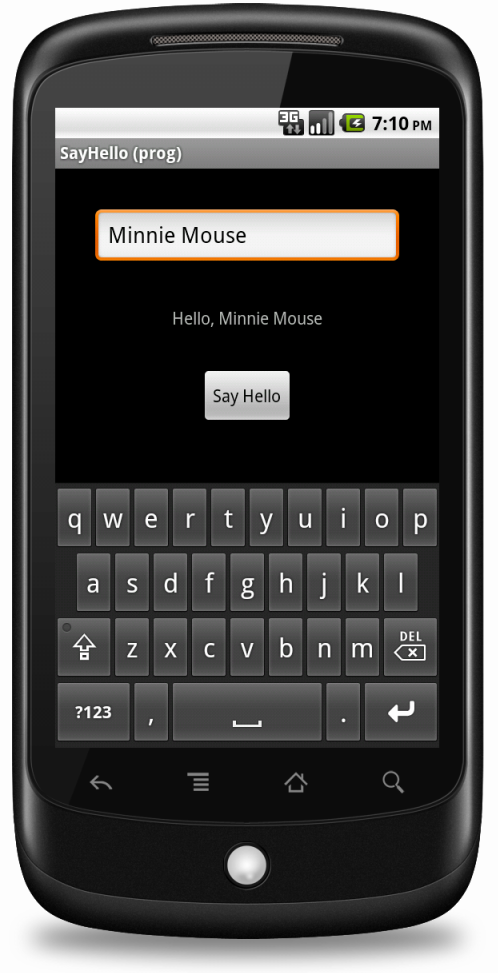 3G 7:10 PM
SayHello (prog)
Minnie Mouse
Hello, Minnie Mouse
Say Hello
q w e r t y u i o p
a s d f g h j k l
z x c v b n m DEL
?123 , .